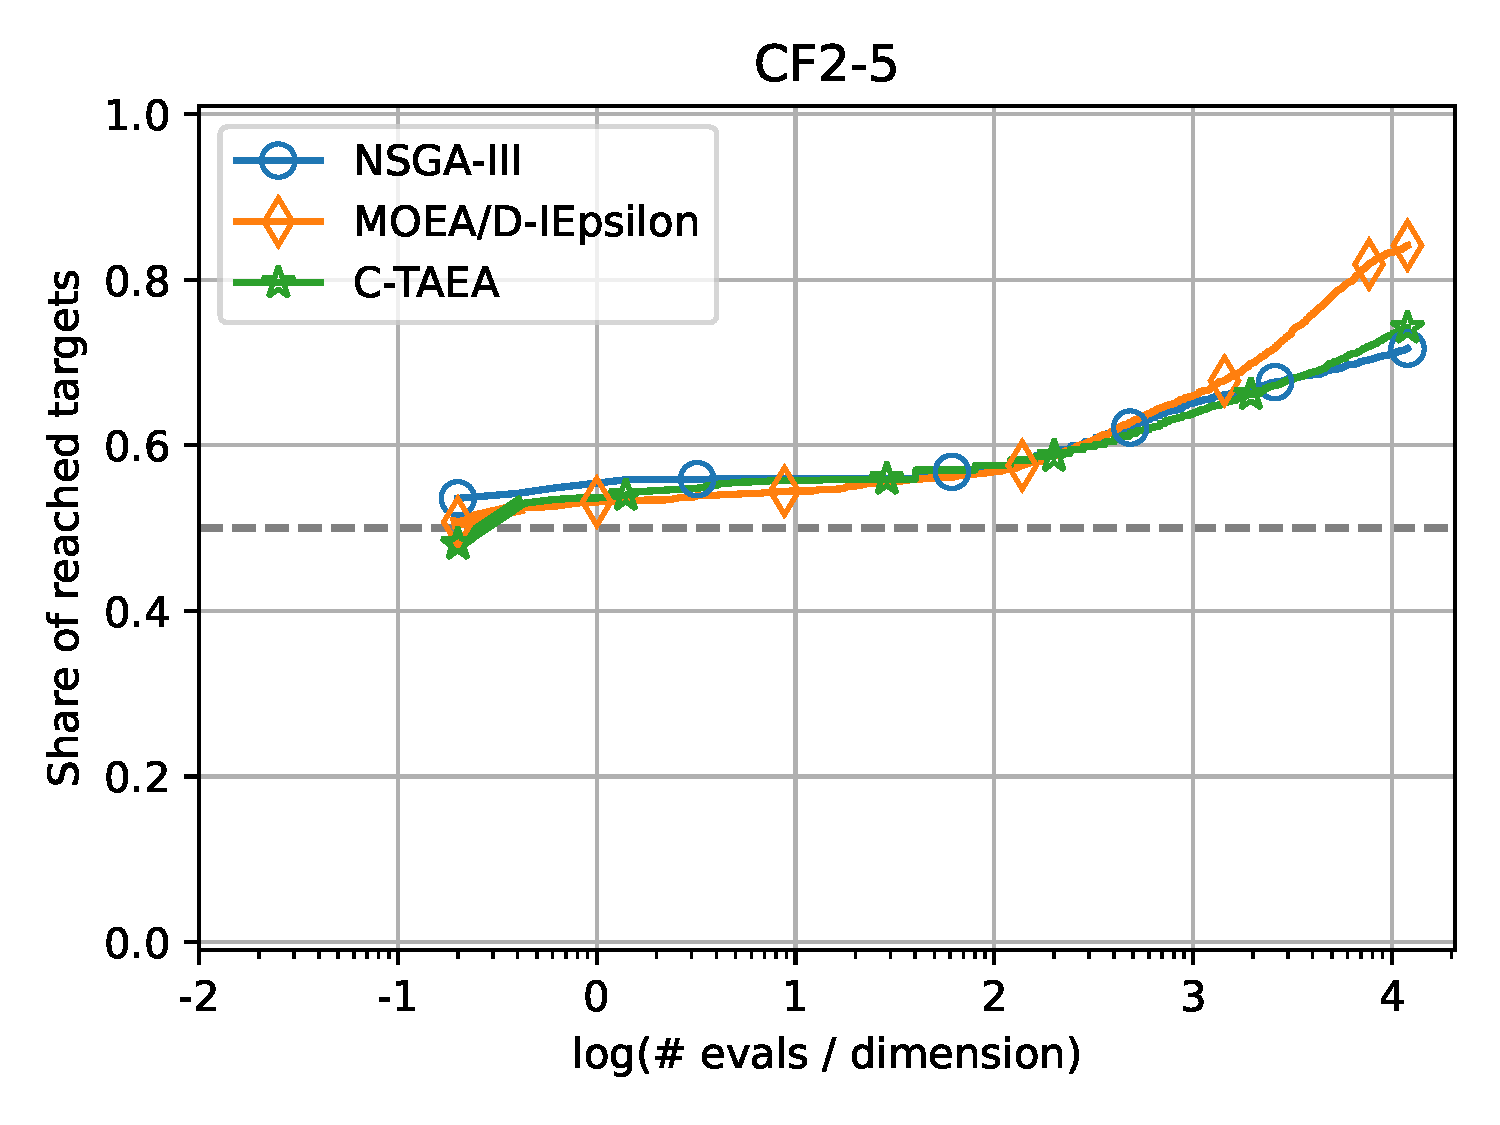 CF2-5
1.0
0.8
0.6
0.4
0.2
0.0
Share of reached targets
NSGA-III
MOEA/D-IEpsilon
C-TAEA
-2 -1 0 1 2 3 4
log(# evals / dimension)